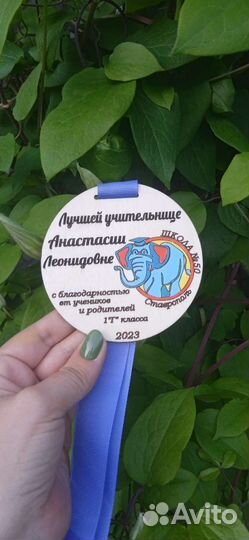 Лучшей учительнице
Анастасии
Леонидовне
ШКОЛА №50
Ставрополь
с благодарностью
от учеников
и родителей
1"Г" класса
2023
Avito